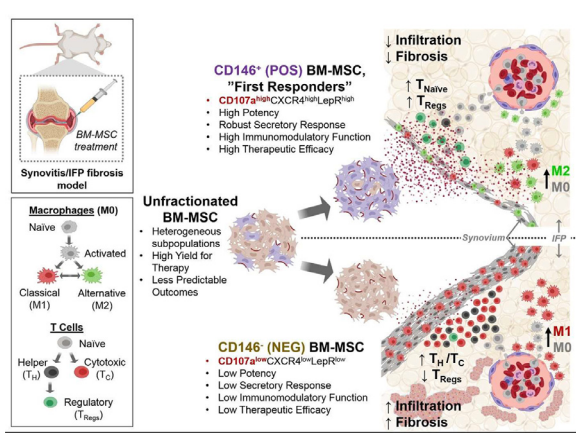 BM-MSC
treatment
Synovitis/IFP fibrosis
model
Macrophages (M0)
Naïve
Activated
Classical
(M1)
Alternative
(M2)
T Cells
Naïve
Helper
(TH)
Cytotoxic
(TC)
Regulatory
(TRegs)
Unfractionated
BM-MSC
• Heterogeneous
subpopulations
• High Yield for
Therapy
• Less Predictable
Outcomes
CD146+ (POS) BM-MSC,
”First Responders”
• CD107ahighCXCR4highLepRhigh
• High Potency
• Robust Secretory Response
• High Immunomodulatory Function
• High Therapeutic Efficacy
CD146- (NEG) BM-MSC
• CD107alowCXCR4lowLepRlow
• Low Potency
• Low Secretory Response
• Low Immunomodulatory Function
• Low Therapeutic Efficacy
↓ Infiltration
↓ Fibrosis
↑ TNaïve
↑ TRegs
M2
M0
Synovium
IFP
M1
M0
↑ TH /TC
↓ TRegs
↑ Infiltration
↑ Fibrosis